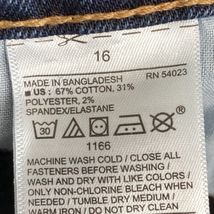 16
MADE IN BANGLADESH RN 54023
■ US: 67% COTTON, 31%
POLYESTER, 2%
SPANDEX/ELASTANE
30
1166
MACHINE WASH COLD / CLOSE ALL
FASTENERS BEFORE WASHING /
WASH AND DRY WITH LIKE COLORS /
ONLY NON-CHLORINE BLEACH WHEN
NEEDED / TUMBLE DRY MEDIUM /
WARM IRON / DO NOT DRY CLEAN